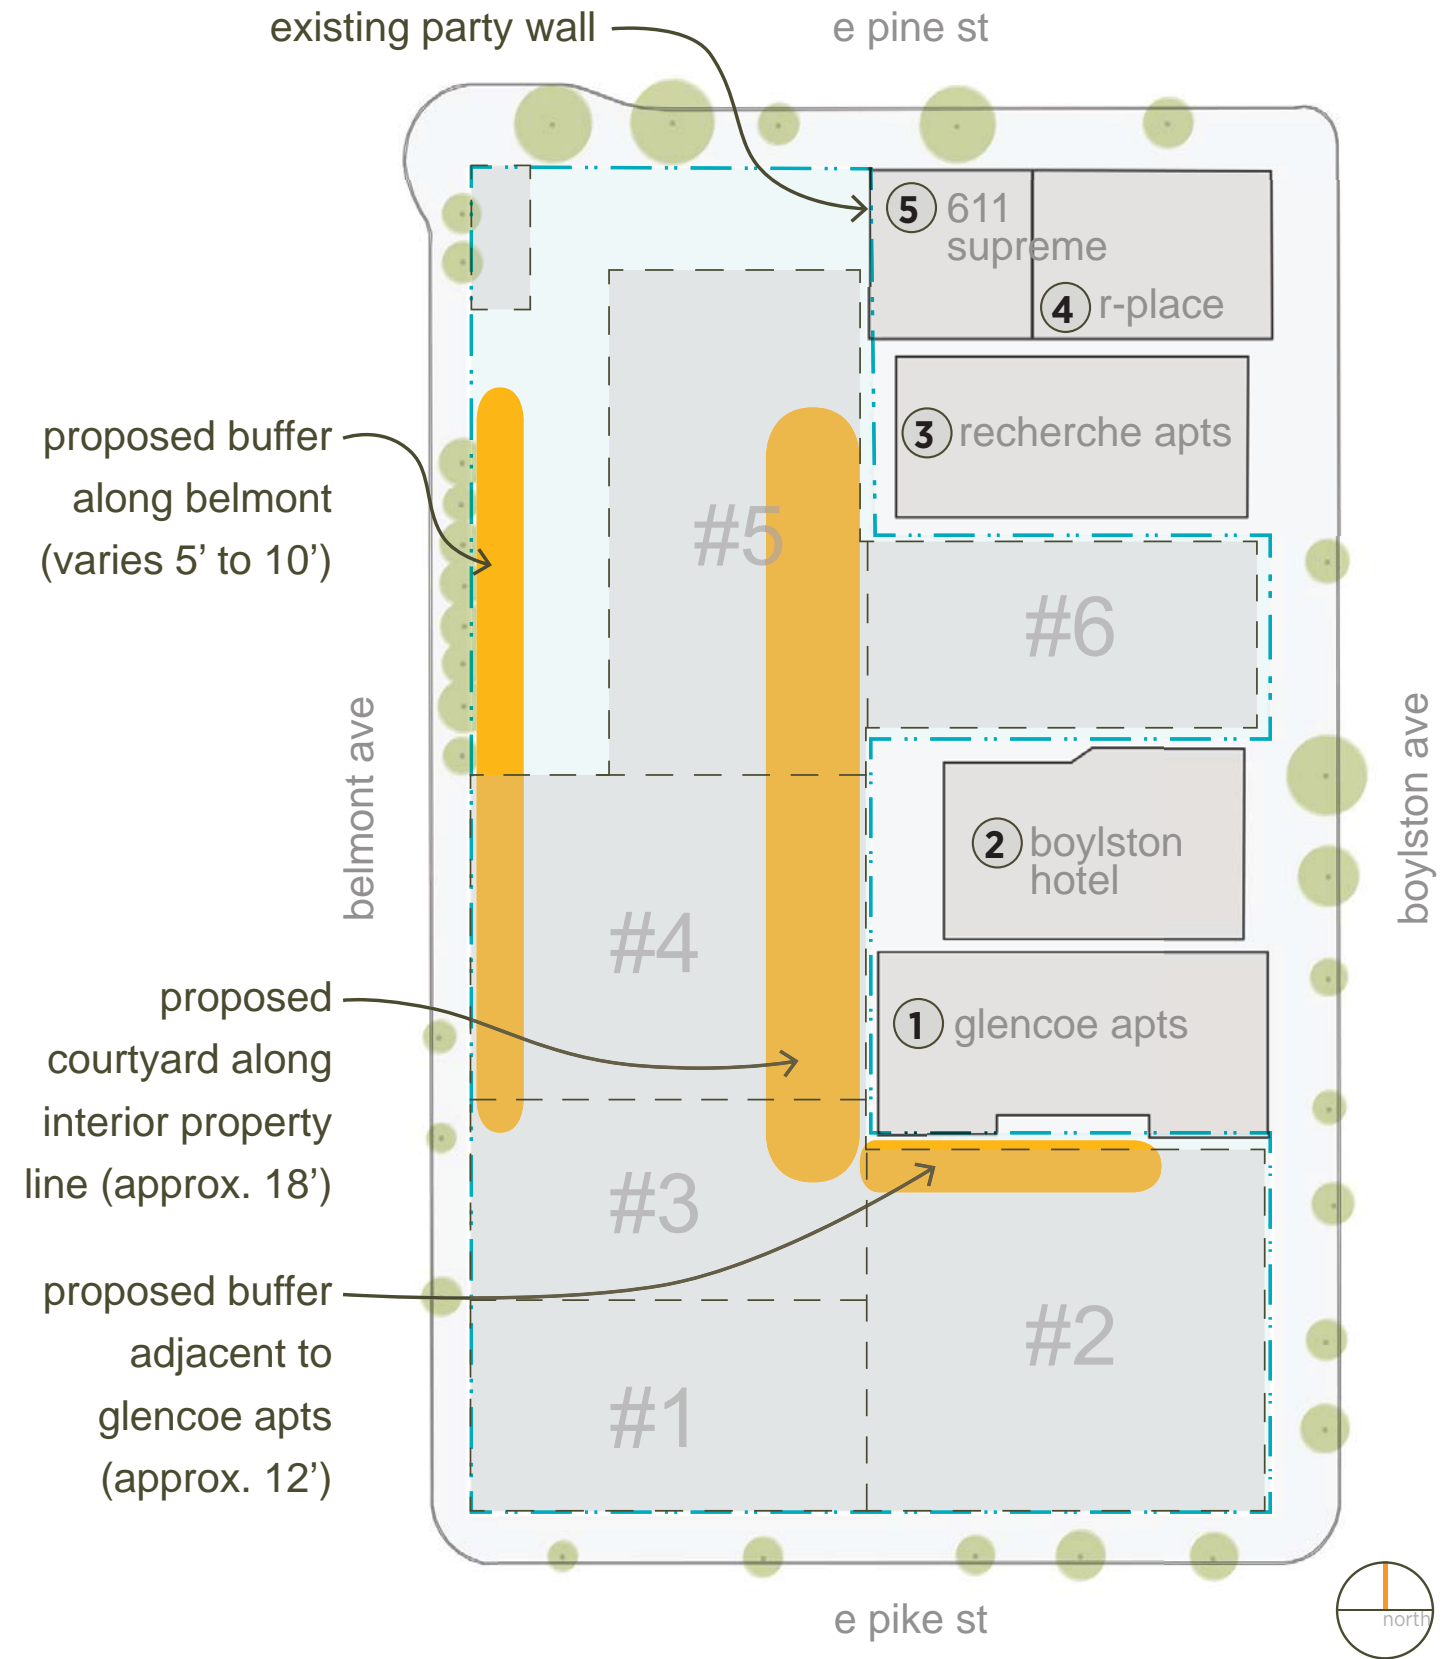 existing party wall
e pine st
5
611
supreme
4
r-place
3
recherche apts
proposed buffer
along belmont
(varies 5’ to 10’)
#5
#6
belmont ave
boylston ave
2
boylston
hotel
#4
proposed
courtyard along
interior property
line (approx. 18’)
1
glencoe apts
#3
proposed buffer
adjacent to
glencoe apts
(approx. 12’)
#2
#1
e pike st
north